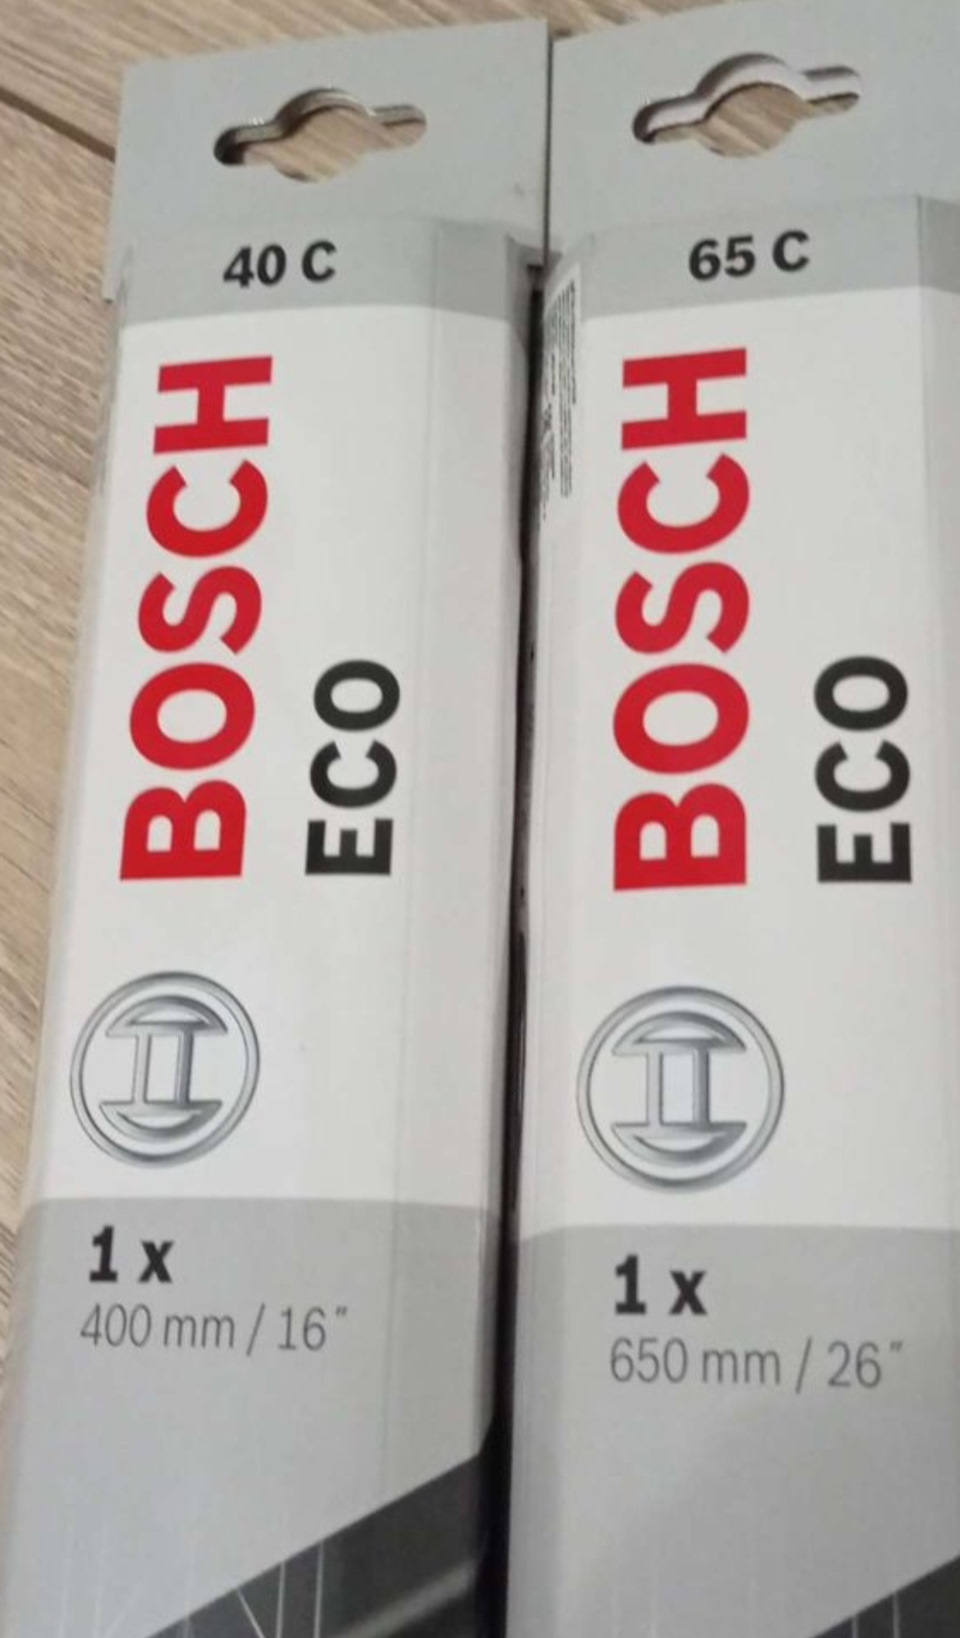 40 C
BOSCH
ECO
1 x
400 mm / 16"
65 C
BOSCH
ECO
1 x
650 mm / 26"